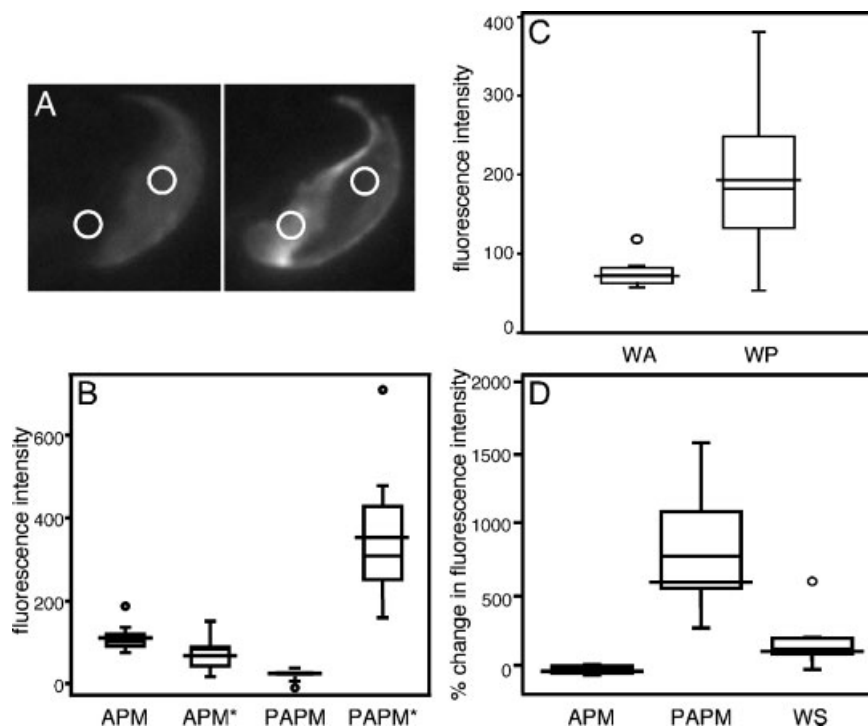 A
C
fluorescence intensity
400
300
200
100
0
WA WP
B
fluorescence intensity
600
400
200
0
APM APM* PAPM PAPM*
D
% change in fluorescence intensity
2000
1500
1000
500
0
APM PAPM WS